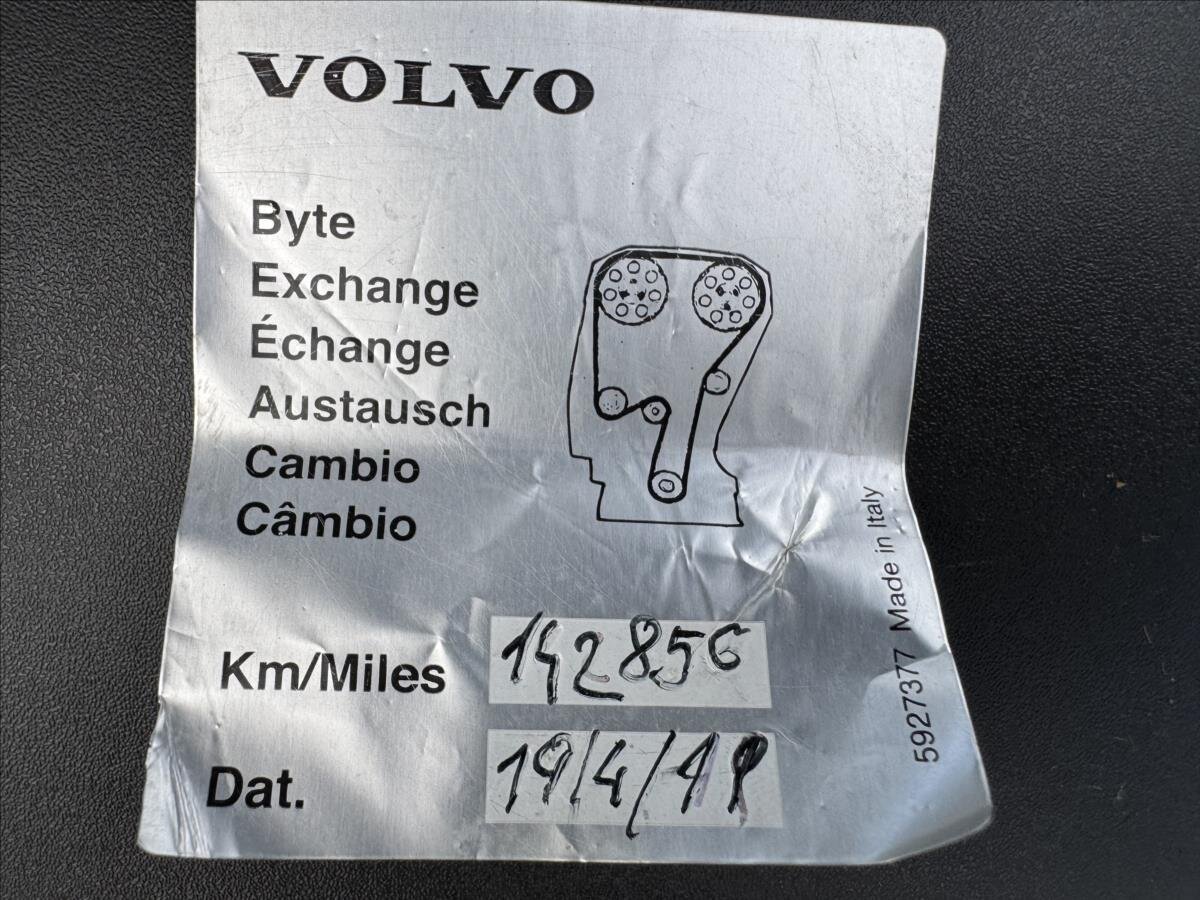 VOLVO
Byte
Exchange
Échange
Austausch
Cambio
Câmbio
Km/Miles 142856
Dat. 19/4/19
5927377 Made in Italy